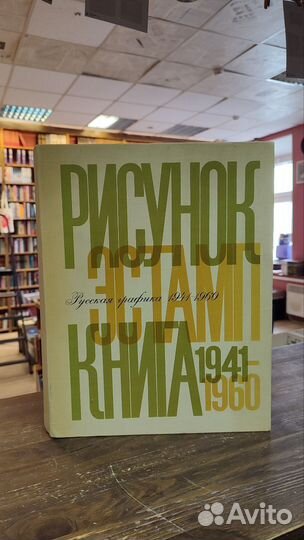 РИСУНОК
ЭСТАМП
Русская графика 1941-1960
КНИГА 1941-
1960
Avito